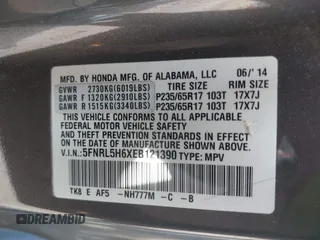 MFD. BY HONDA MFG. OF ALABAMA, LLC 06/'14
GVWR 2730KG(6019LBS) TIRE SIZE RIM SIZE
GAWR F 1320KG(2910LBS) P235/65R17 103T 17X7J
GAWR R 1515KG(3340LBS) P235/65R17 103T 17X7J
THIS VEHICLE CONFORMS TO ALL APPLICABLE FEDERAL
MOTOR VEHICLE SAFETY AND THEFT PREVENTION STANDARDS
IN EFFECT ON THE DATE OF MANUFACTURE SHOWN ABOVE.
V.I.N: 5FNRL5H6XEB121390 TYPE: MPV
TK8 E AF5 -NH777M -C -B
DREAMBID